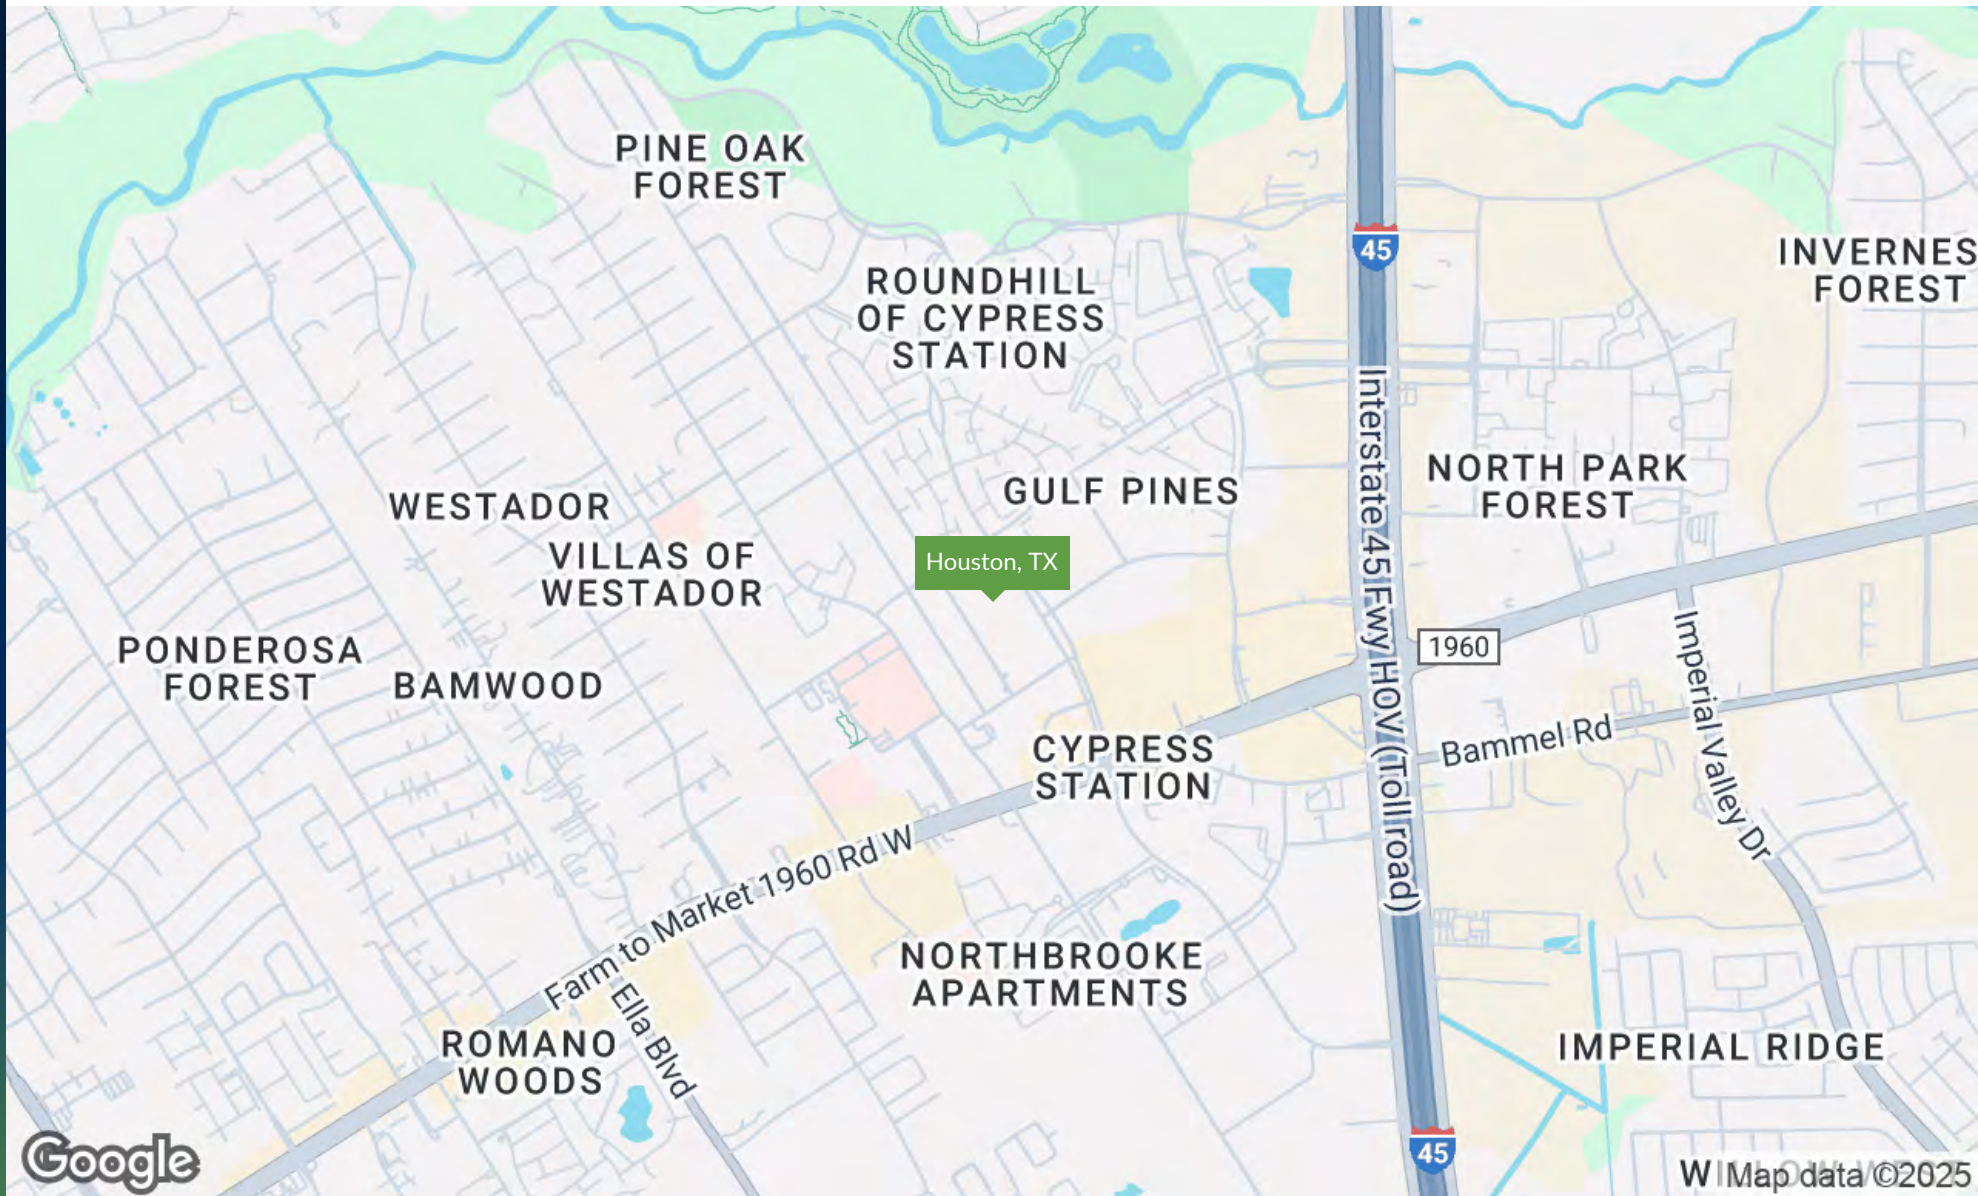 PINE OAK
FOREST
45
INVERNES
FOREST
ROUNDHILL
OF CYPRESS
STATION
Interstate 45 Fwy HOV (Toll road)
NORTH PARK
FOREST
GULF PINES
WESTADOR
VILLAS OF
WESTADOR
Houston, TX
1960
PONDEROSA
FOREST
BAMWOOD
Imperial Valley Dr
Bammel Rd
CYPRESS
STATION
Farm to Market 1960 Rd W
NORTHBROOKE
APARTMENTS
Ella Blvd
ROMANO
WOODS
IMPERIAL RIDGE
45
Google
Map data ©2025